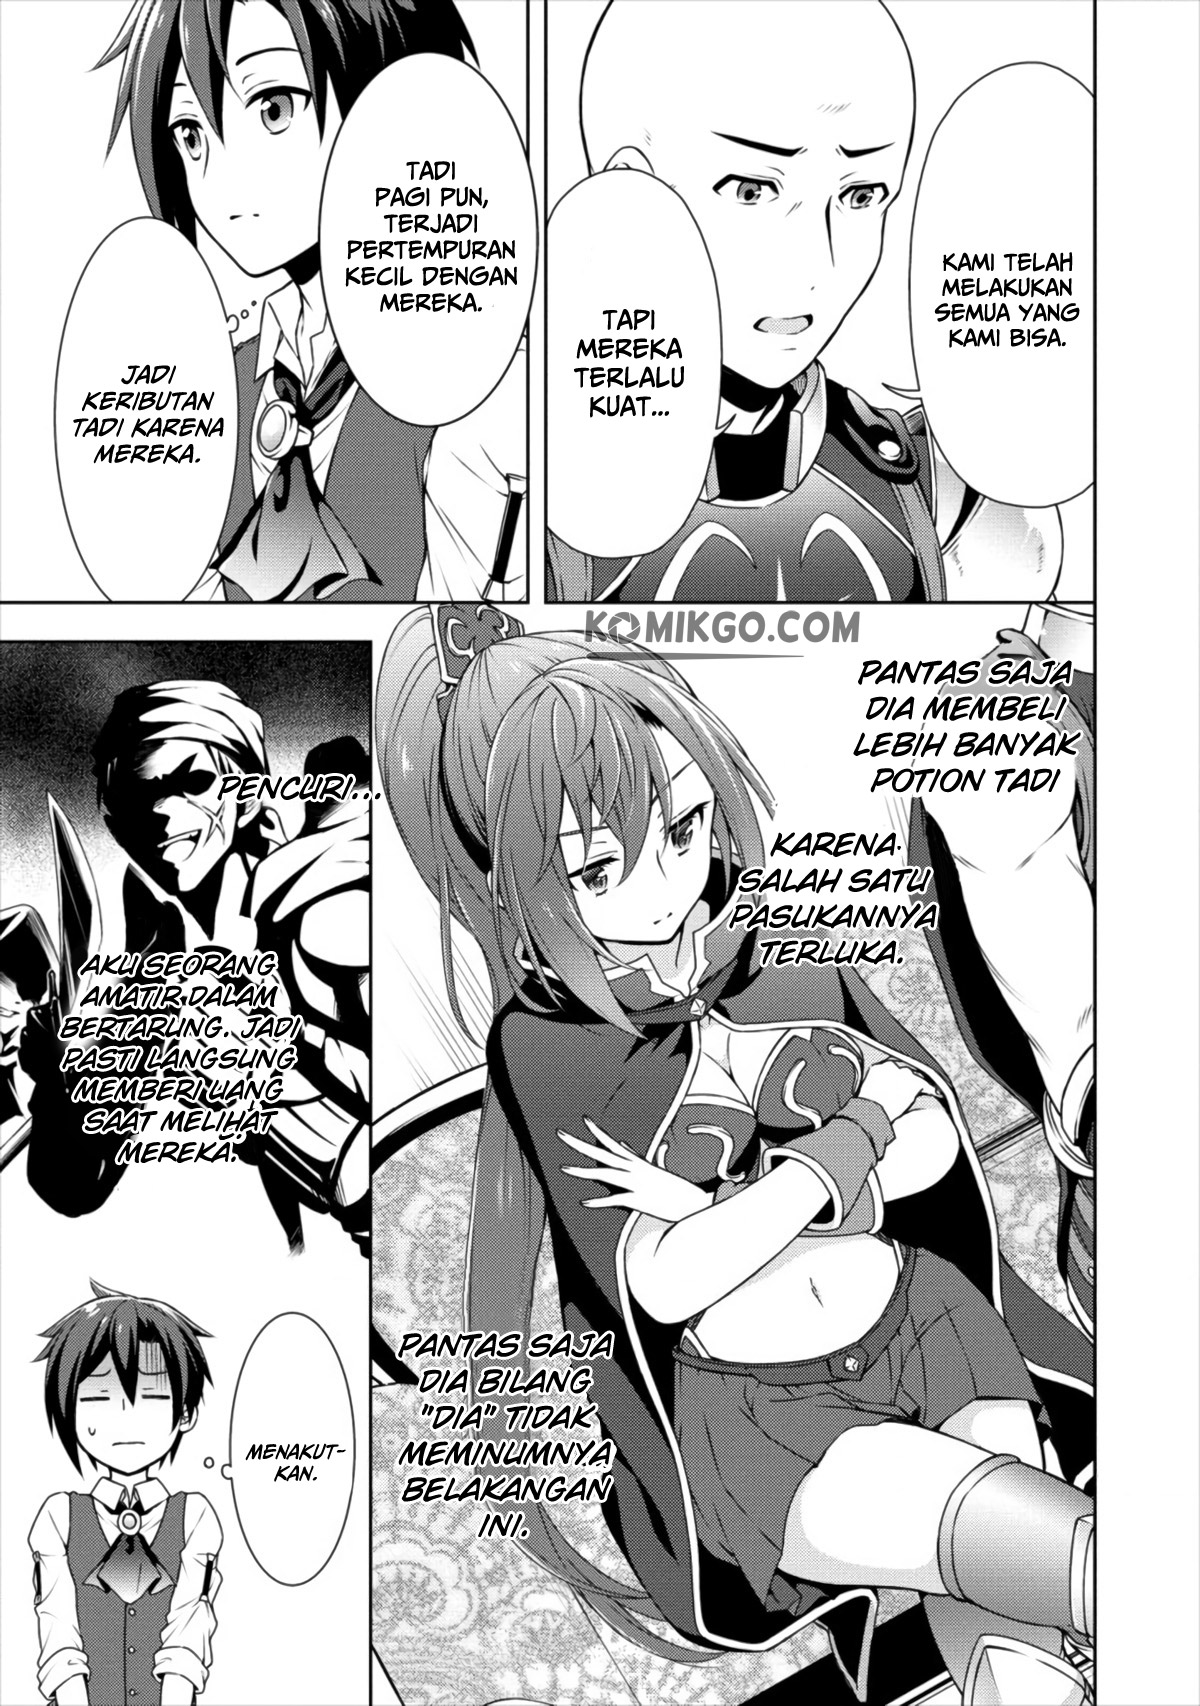 KAMI TELAH
MELAKUKAN
SEMUA YANG
KAMI BISA.
TAPI
MEREKA
TERLALU
KUAT...
TADI
PAGI PUN,
TERJADI
PERTEMPURAN
KECIL DENGAN
MEREKA.
JADI
KERIBUTAN
TADI KARENA
MEREKA.
KOMIKGO.COM
PANTAS SAJA
DIA MEMBELI
LEBIH BANYAK
POTION TADI
KARENA
SALAH SATU
PASUKANNYA
TERLUKA.
PANTAS SAJA
DIA BILANG
"DIA" TIDAK
MEMINUMNYA
BELAKANGAN
INI.
PENCURI...
AKU SEORANG
AMATIR DALAM
BERTARUNG. JADI
PASTI LANGSUNG
MEMBERI UANG
SAAT MELIHAT
MEREKA.
MENAKUT-
KAN.